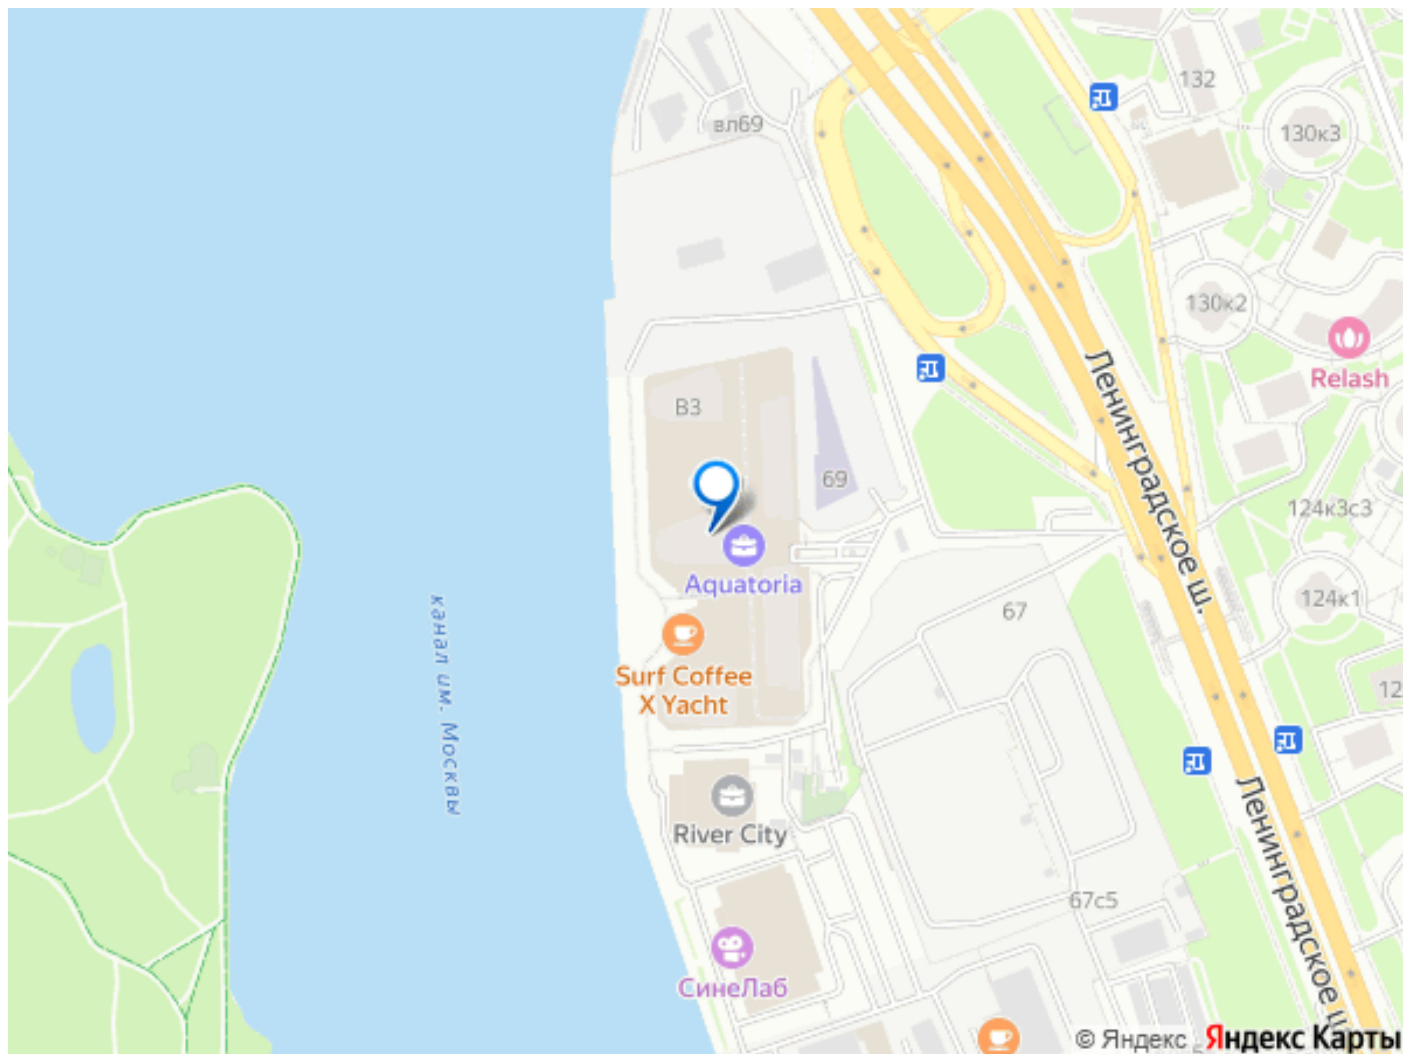 132
вл69
130к3
130к2
Relash
Ленинградское ш.
В3
69
124к3с3
Aquatoria
канал им. Москвы
67
124к1
Surf Coffee
X Yacht
12
River City
Ленинградское ш.
67с5
СинеЛаб
© Яндекс
Яндекс Карты